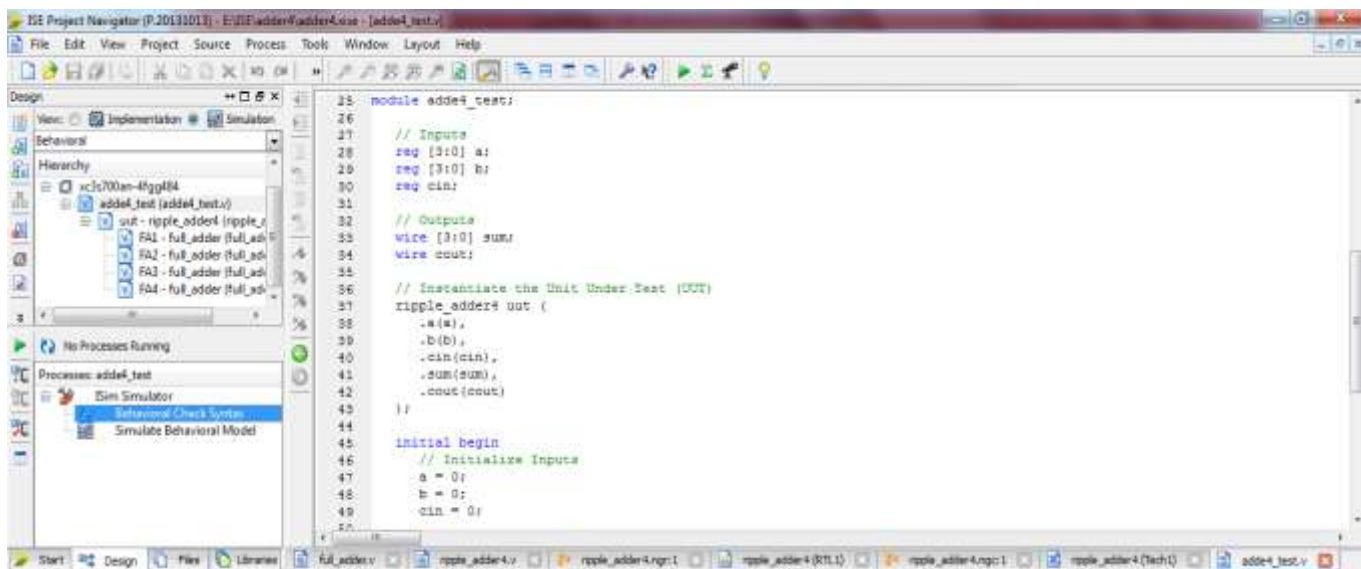 ISE Project Navigator (P.20131013) - E:\ISE\adder4\adder4.xise - [adde4_test.v]
File Edit View Project Source Process Tools Window Layout Help
Design
View: Implementation Simulation
Behavioral
Hierarchy
xc3s700an-4fgg484
adde4_test (adde4_test.v)
uut - ripple_adder4 (ripple_a
FA1 - full_adder (full_ad
FA2 - full_adder (full_ad
FA3 - full_adder (full_ad
FA4 - full_adder (full_ad
No Processes Running
Processes: adde4_test
ISim Simulator
Behavioral Check Syntax
Simulate Behavioral Model
25 module adde4_test;
26
27 // Inputs
28 reg [3:0] a;
29 reg [3:0] b;
30 reg cin;
31
32 // Outputs
33 wire [3:0] sum;
34 wire cout;
35
36 // Instantiate the Unit Under Test (UUT)
37 ripple_adder4 uut (
38 .a(a),
39 .b(b),
40 .cin(cin),
41 .sum(sum),
42 .cout(cout)
43 );
44
45 initial begin
46 // Initialize Inputs
47 a = 0;
48 b = 0;
49 cin = 0;
50
Start Design Files Libraries
full_adder.v ripple_adder4.v ripple_adder4.ngr:1 ripple_adder4 (RTL1) ripple_adder4.ngc:1 ripple_adder4 (Tech1) adde4_test.v